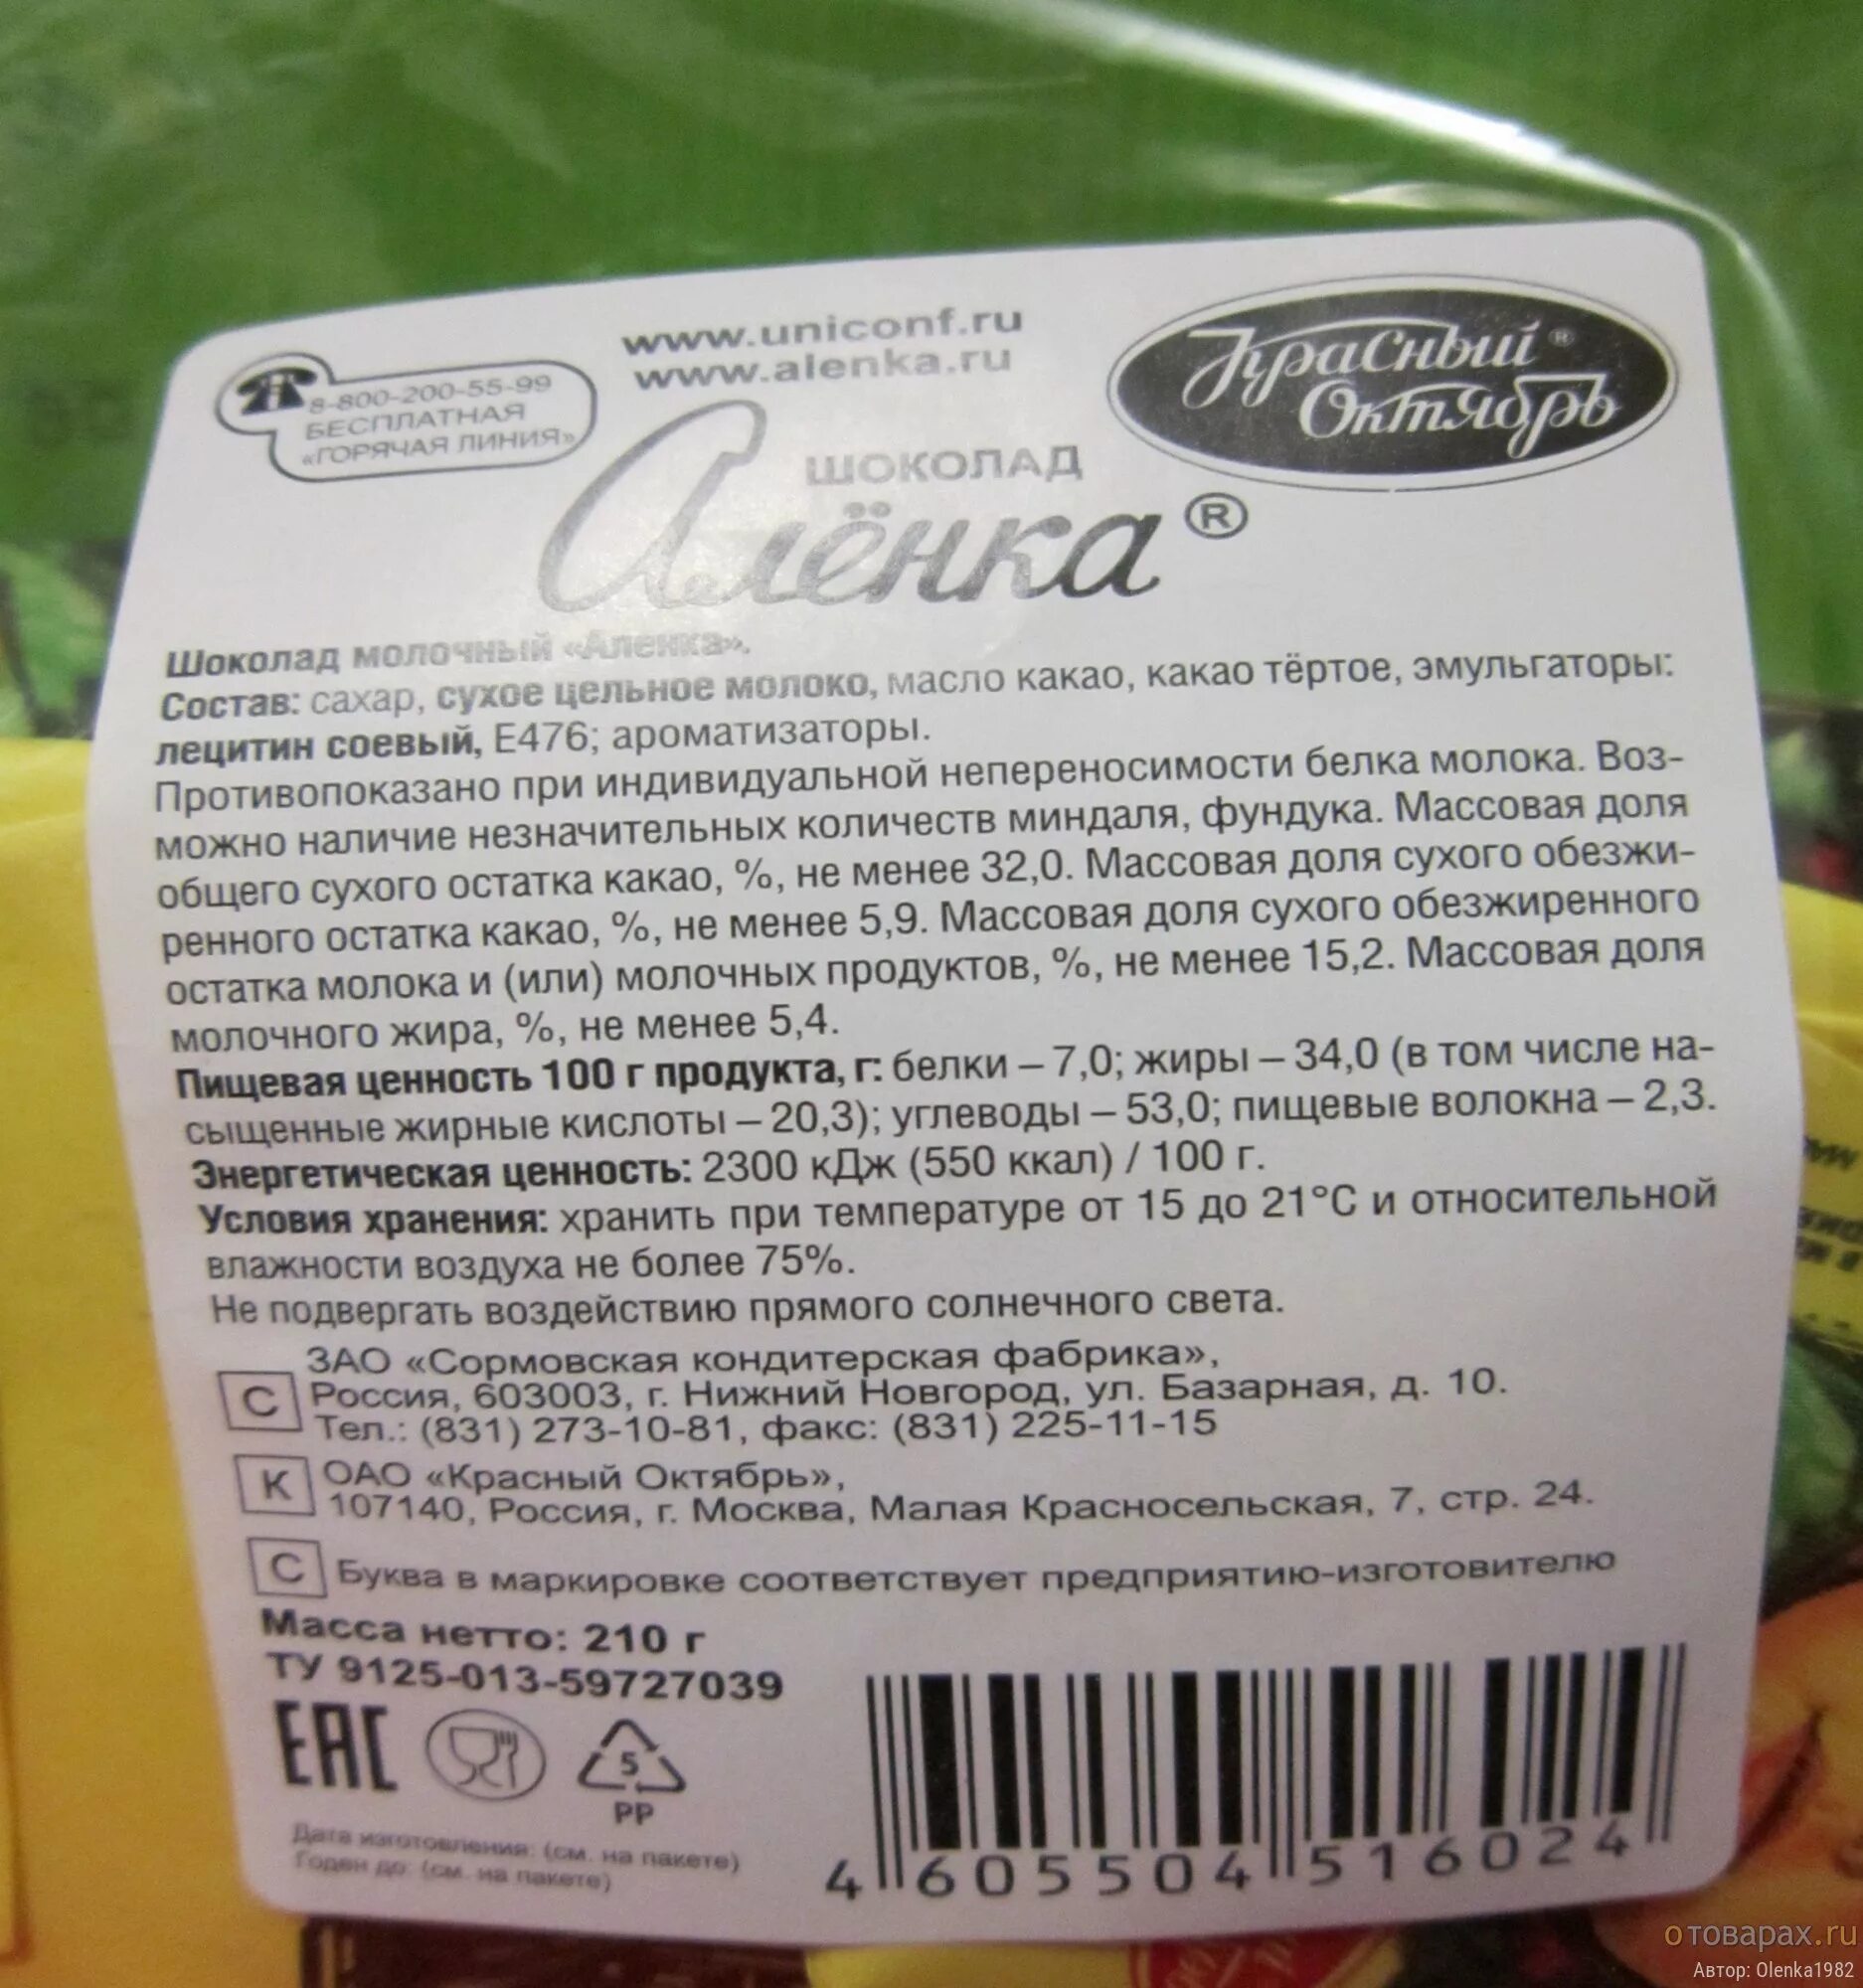 www.uniconf.ru
www.alenka.ru
8-800-200-55-99
БЕСПЛАТНАЯ
«ГОРЯЧАЯ ЛИНИЯ»
Красный ®
Октябрь
ШОКОЛАД
Алёнка ®
Шоколад молочный «Аленка».
Состав: сахар, сухое цельное молоко, масло какао, какао тёртое, эмульгаторы:
лецитин соевый, Е476; ароматизаторы.
Противопоказано при индивидуальной непереносимости белка молока. Воз-
можно наличие незначительных количеств миндаля, фундука. Массовая доля
общего сухого остатка какао, %, не менее 32,0. Массовая доля сухого обезжи-
ренного остатка какао, %, не менее 5,9. Массовая доля сухого обезжиренного
остатка молока и (или) молочных продуктов, %, не менее 15,2. Массовая доля
молочного жира, %, не менее 5,4.
Пищевая ценность 100 г продукта, г: белки – 7,0; жиры – 34,0 (в том числе на-
сыщенные жирные кислоты – 20,3); углеводы – 53,0; пищевые волокна – 2,3.
Энергетическая ценность: 2300 кДж (550 ккал) / 100 г.
Условия хранения: хранить при температуре от 15 до 21°С и относительной
влажности воздуха не более 75%.
Не подвергать воздействию прямого солнечного света.
ЗАО «Сормовская кондитерская фабрика»,
С Россия, 603003, г. Нижний Новгород, ул. Базарная, д. 10.
Тел.: (831) 273-10-81, факс: (831) 225-11-15
К ОАО «Красный Октябрь»,
107140, Россия, г. Москва, Малая Красносельская, 7, стр. 24.
С Буква в маркировке соответствует предприятию-изготовителю
Масса нетто: 210 г
ТУ 9125-013-59727039
ЕАС
5
PP
Дата изготовления: (см. на пакете)
Годен до: (см. на пакете)
4 605504 516024
отоварах.ru
Автор: Olenka1982